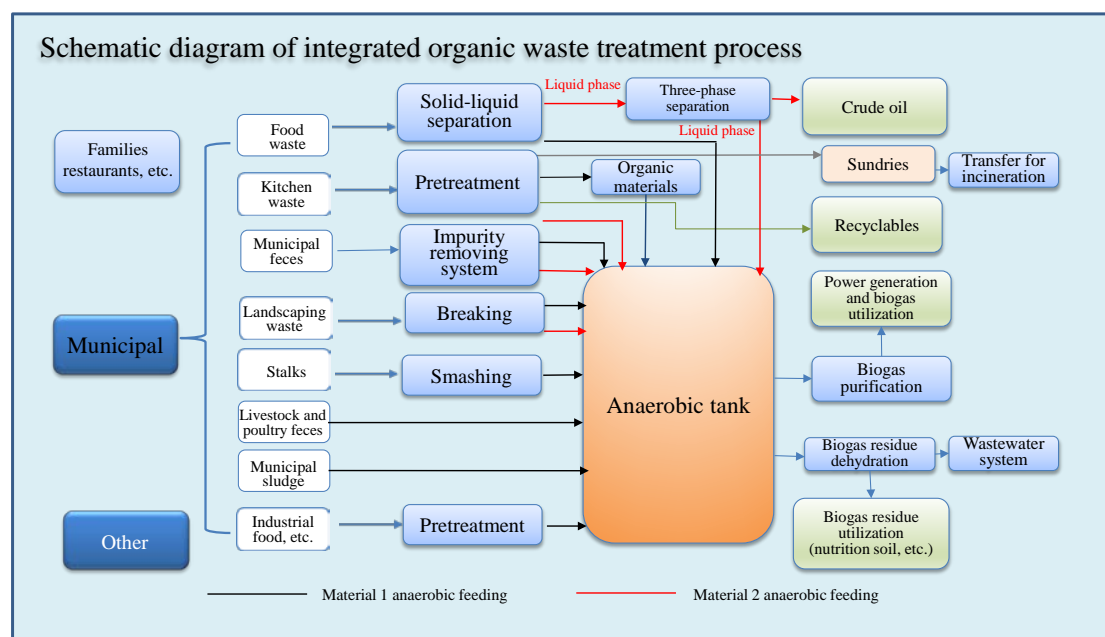 Schematic diagram of integrated organic waste treatment process
Families
restaurants, etc.
Municipal
Other
Food
waste
Kitchen
waste
Municipal
feces
Landscaping
waste
Stalks
Livestock and
poultry feces
Municipal
sludge
Industrial
food, etc.
Solid-liquid
separation
Pretreatment
Impurity
removing
system
Breaking
Smashing
Pretreatment
Liquid phase
Three-phase
separation
Liquid phase
Organic
materials
Anaerobic tank
Crude oil
Sundries
Transfer for
incineration
Recyclables
Power generation
and biogas
utilization
Biogas
purification
Biogas residue
dehydration
Wastewater
system
Biogas residue
utilization
(nutrition soil, etc.)
Material 1 anaerobic feeding
Material 2 anaerobic feeding